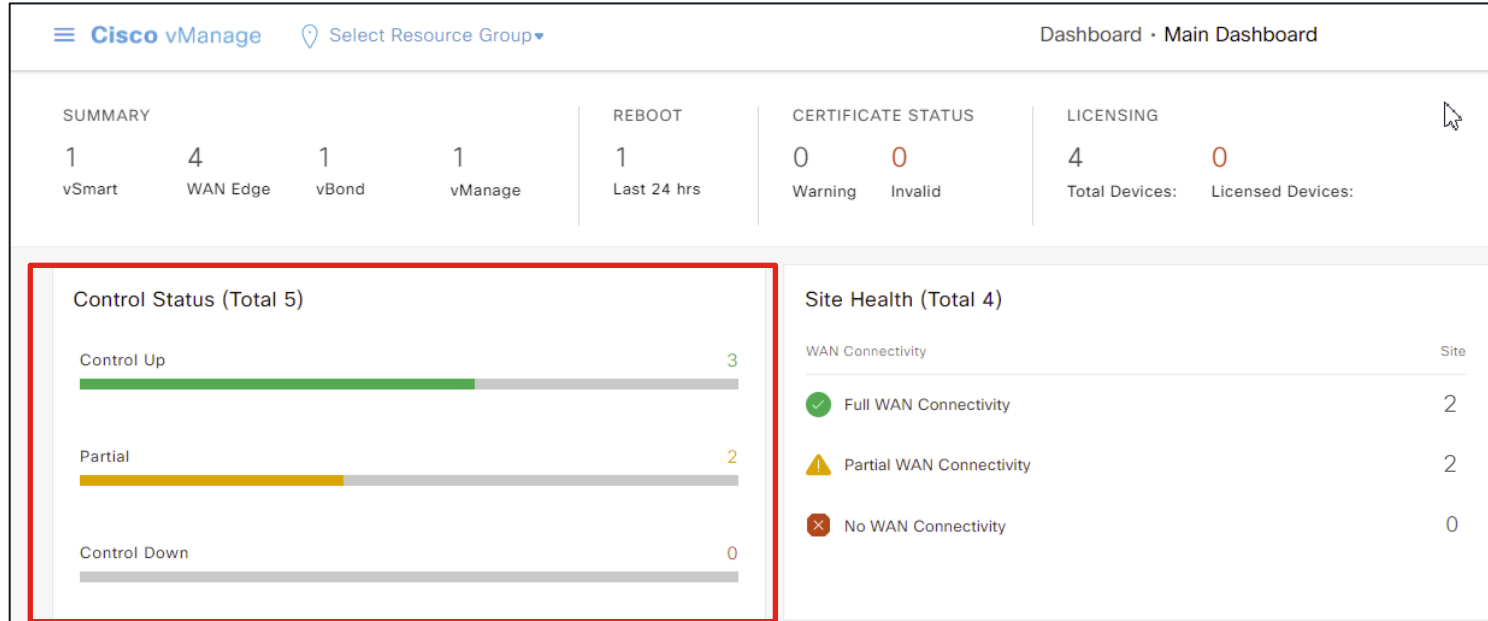 Cisco vManage Select Resource Group Dashboard · Main Dashboard
SUMMARY REBOOT CERTIFICATE STATUS LICENSING
1 4 1 1 1 0 0 4 0
vSmart WAN Edge vBond vManage Last 24 hrs Warning Invalid Total Devices: Licensed Devices:
Control Status (Total 5)
Control Up 3
Partial 2
Control Down 0
Site Health (Total 4)
WAN Connectivity Site
Full WAN Connectivity 2
Partial WAN Connectivity 2
No WAN Connectivity 0